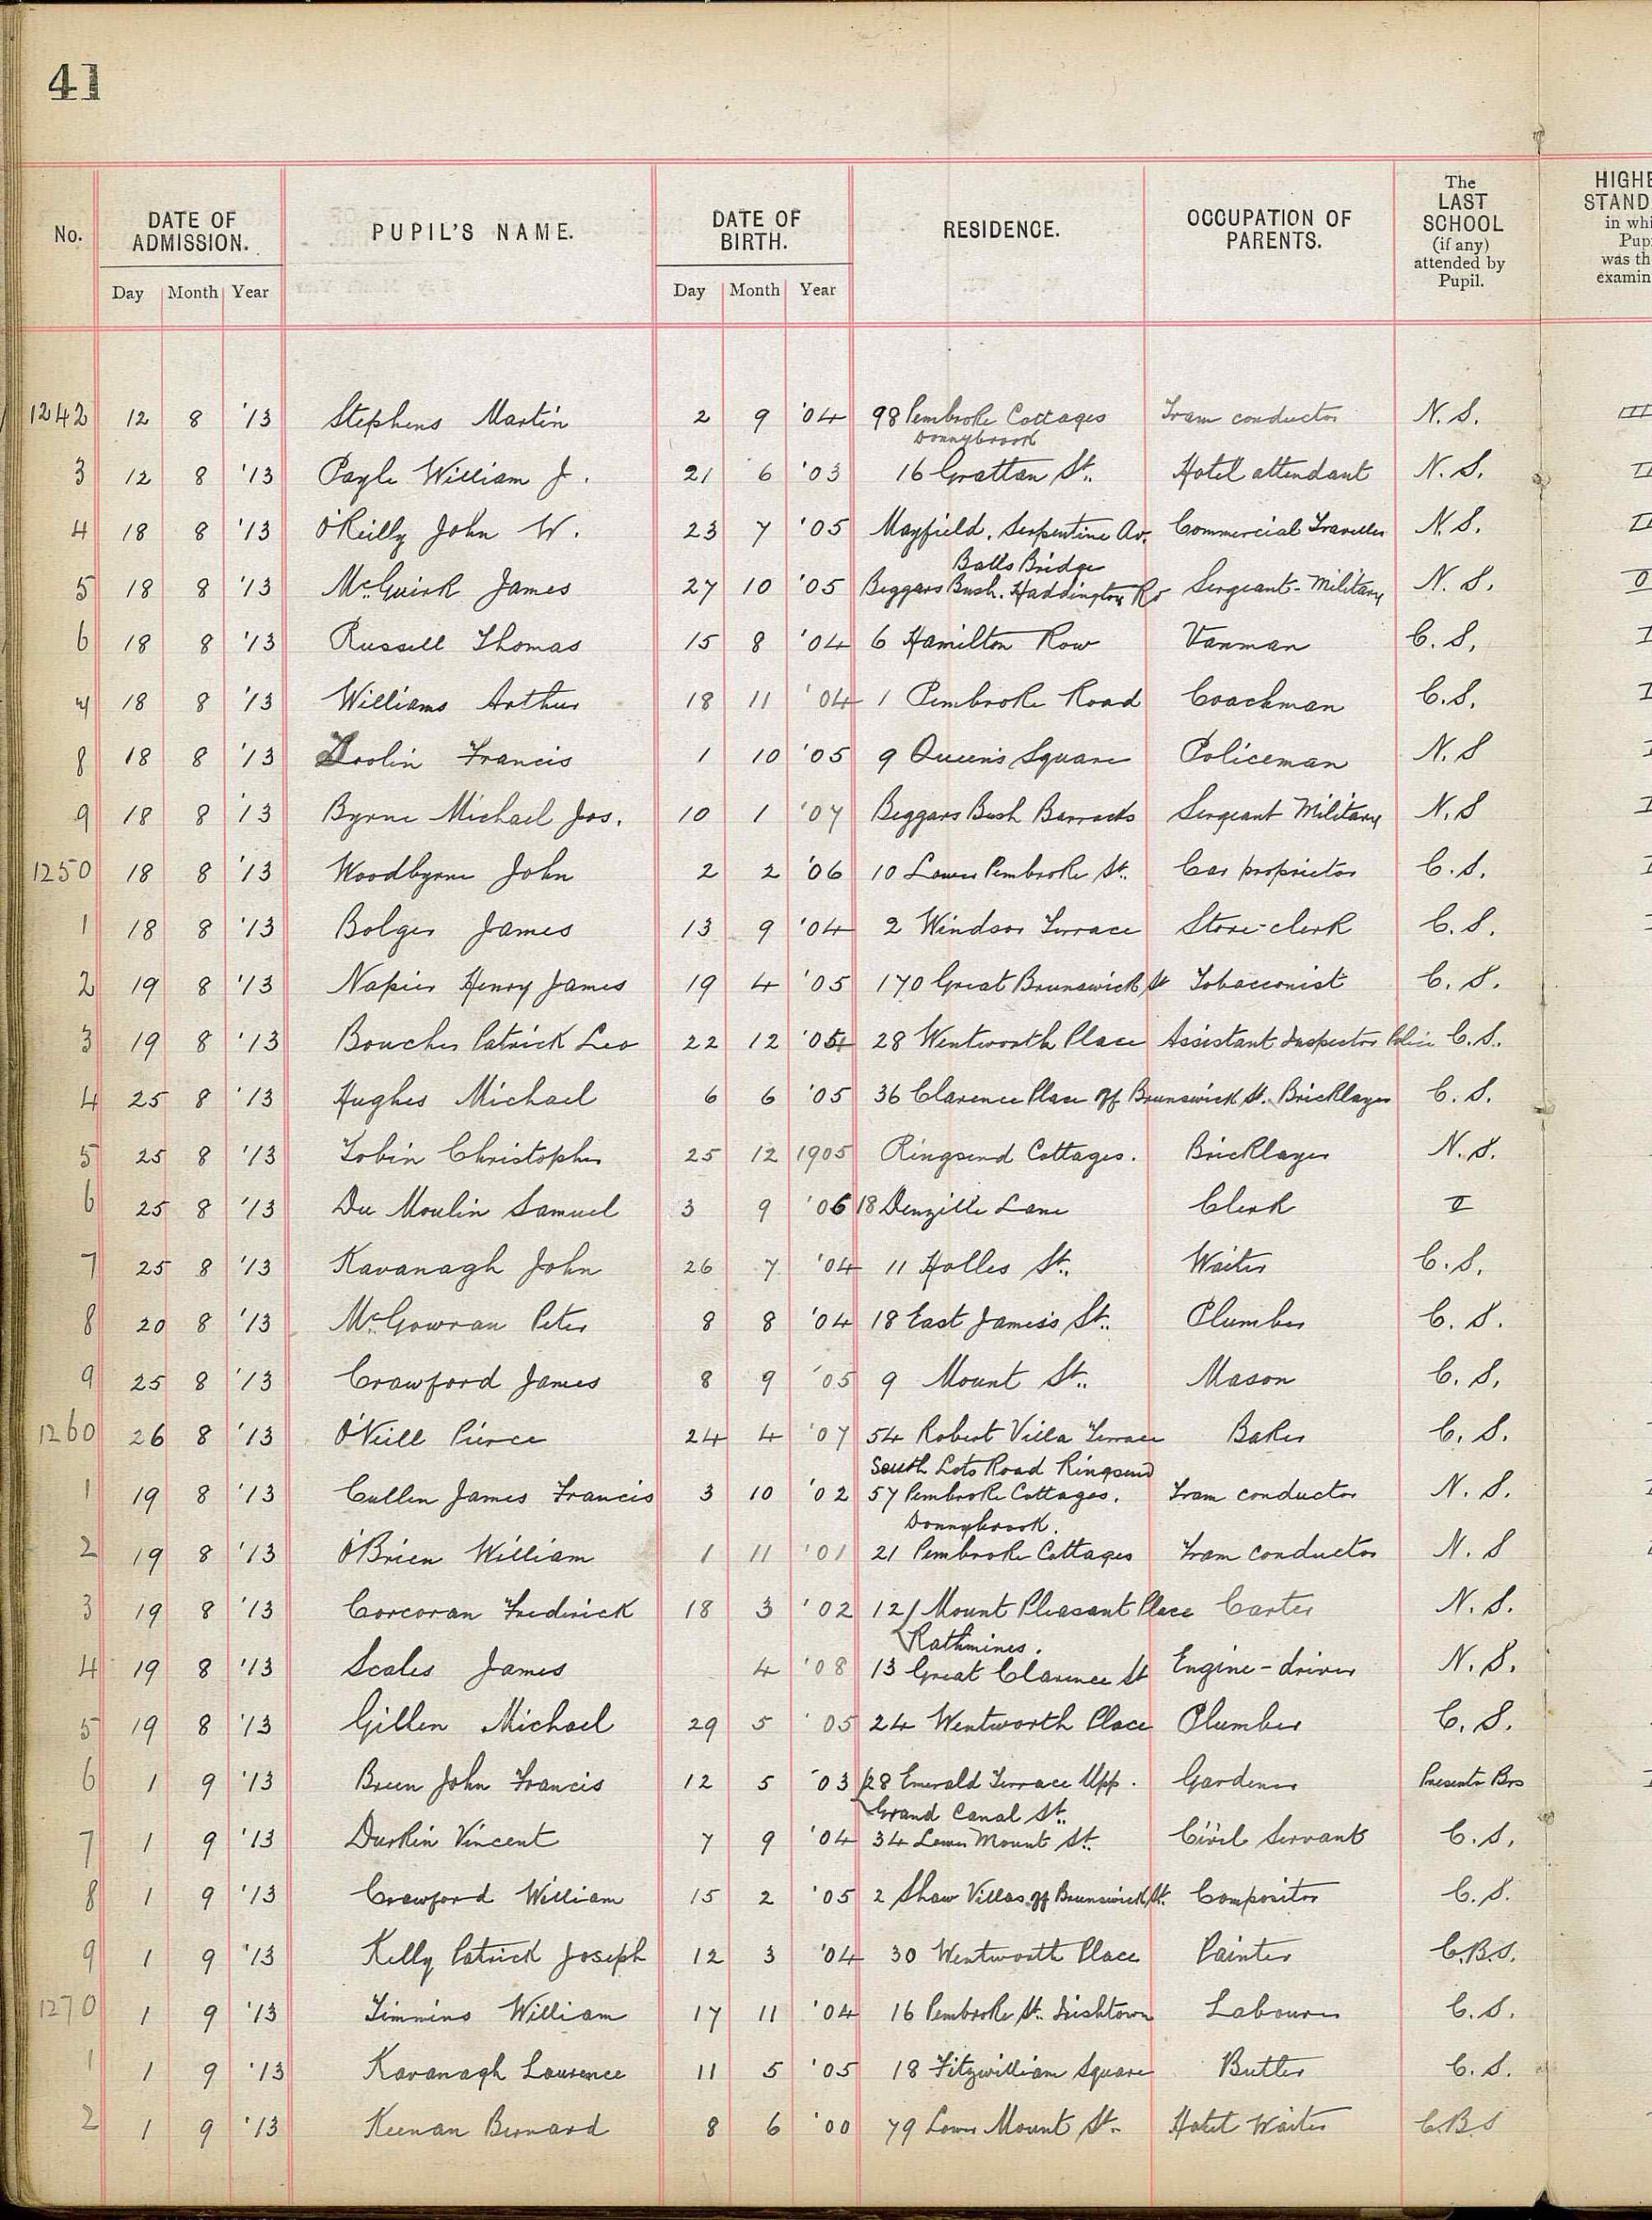 41
No. DATE OF ADMISSION. PUPIL'S NAME. DATE OF BIRTH. RESIDENCE. OCCUPATION OF PARENTS. The LAST SCHOOL (if any) attended by Pupil. HIGHE STAND in whi Pup was th examin
Day Month Year Day Month Year
1242 12 8 '13 Stephens Martin 2 9 '04 98 Pembroke Cottages Tram conductor N. S. III
Donnybrook
3 12 8 '13 William J. 21 6 '03 16 Grattan St. Hotel attendant N. S.
4 18 8 '13 O'Reilly John W. 23 7 '05 Mayfield. Serpentine Av. Commercial Traveller N. S.
Balls Bridge
5 18 8 '13 McGuirk James 27 10 '05 Beggars Bush. Haddington Rd Sergeant-Military N. S.
6 18 8 '13 Russell Thomas 15 8 '04 6 Hamilton Row Vanman C. S.
7 18 8 '13 Williams Arthur 18 11 '04 1 Pembroke Road Coachman C. S.
8 18 8 '13 Doolin Francis 1 10 '05 9 Queen's Square Policeman N. S
9 18 8 '13 Byrne Michael Jos. 10 1 '07 Beggars Bush Barracks Sergeant Military N. S
1250 18 8 '13 Woodbyrne John 2 2 '06 10 Lower Pembroke St. Car proprietor C. S.
1 18 8 '13 Bolger James 13 9 '04 2 Windsor Terrace Store-clerk C. S.
2 19 8 '13 Napier Henry James 19 4 '05 170 Great Brunswick St Tobacconist C. S.
3 19 8 '13 Boucher Patrick Leo 22 12 '04 28 Wentworth Place Assistant Inspector Police C. S.
4 25 8 '13 Hughes Michael 6 6 '05 36 Clarence Place off Brunswick St. Bricklayer C. S.
5 25 8 '13 Tobin Christopher 25 12 1905 Ringsend Cottages. Bricklayer N. S.
6 25 8 '13 Du Moulin Samuel 3 9 '06 18 Denzille Lane Clerk II
7 25 8 '13 Kavanagh John 26 7 '04 11 Holles St. Waiter C. S.
8 20 8 '13 McGowran Peter 8 8 '04 18 East James's St. Plumber C. S.
9 25 8 '13 Crawford James 8 9 '05 9 Mount St. Mason C. S.
1260 26 8 '13 O'Neill Pierce 24 4 '07 54 Robert Villa Terrace Baker C. S.
South Lots Road Ringsend
1 19 8 '13 Cullen James Francis 3 10 '02 57 Pembroke Cottages. Tram conductor N. S.
Donnybrook.
2 19 8 '13 O'Brien William 1 11 '01 21 Pembroke Cottages Tram conductor N. S
3 19 8 '13 Corcoran Frederick 18 3 '02 12 Mount Pleasant Place Carter N. S.
Rathmines.
4 19 8 '13 Scales James 4 '08 13 Great Clarence St Engine-driver N. S.
5 19 8 '13 Gillen Michael 29 5 '05 24 Wentworth Place Plumber C. S.
6 1 9 '13 Breen John Francis 12 5 '03 28 Emerald Terrace Upp. Gardener Presentn Bros
Grand Canal St.
7 1 9 '13 Durkin Vincent 7 9 '04 34 Lower Mount St. Civil Servant C. S.
8 1 9 '13 Crawford William 15 2 '05 2 Shaw Villas off Brunswick St. Compositor C. S.
9 1 9 '13 Kelly Patrick Joseph 12 3 '04 30 Wentworth Place Painter C.B.S.
1270 1 9 '13 Timmins William 17 11 '04 16 Pembroke St. Irishtown Labourer C. S.
1 1 9 '13 Kavanagh Laurence 11 5 '05 18 Fitzwilliam Square Butler C. S.
2 1 9 '13 Keenan Bernard 8 6 '00 79 Lower Mount St. Hotel Waiter C.B.S